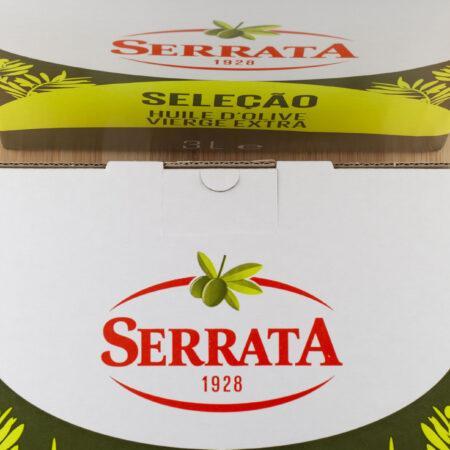 SERRATA
1928
SELEÇÃO
HUILE D'OLIVE
VIERGE EXTRA
3L e
SERRATA
1928